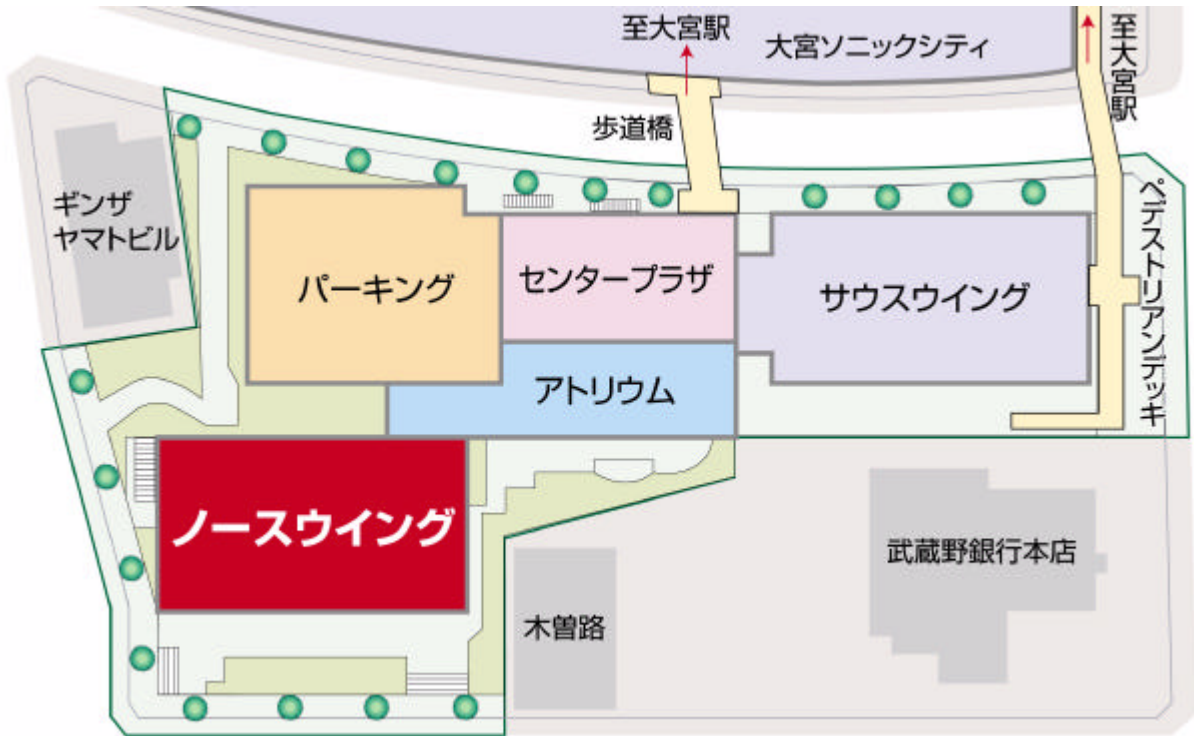 至大宮駅
大宮ソニックシティ
至大宮駅
歩道橋
ギンザ
ヤマトビル
パーキング
センタープラザ
サウスウイング
ペデストリアンデッキ
アトリウム
ノースウイング
武蔵野銀行本店
木曽路